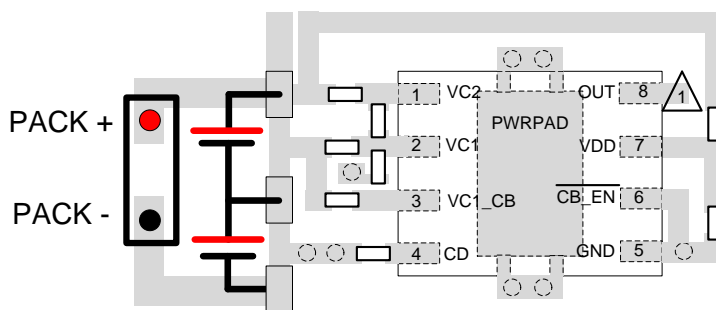 PACK +
PACK -
1 VC2
2 VC1
3 VC1_CB
4 CD
PWRPAD
OUT 8
VDD 7
CB_EN 6
GND 5
1